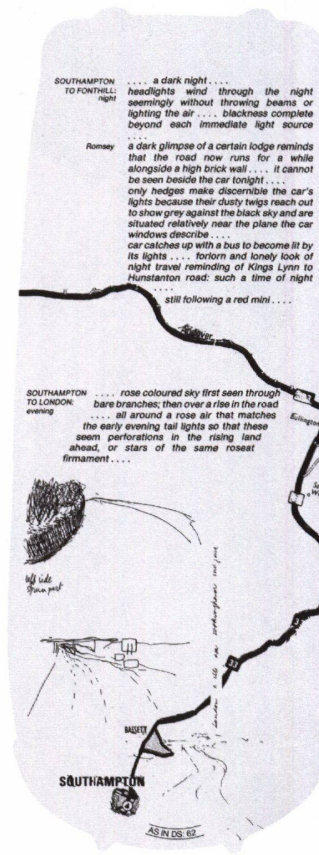 SOUTHAMPTON
TO FONTHILL:
night
. . . . a dark night . . . .
headlights wind through the night
seemingly without throwing beams or
lighting the air . . . . blackness complete
beyond each immediate light source
. . . .
Romsey
a dark glimpse of a certain lodge reminds
that the road now runs for a while
alongside a high brick wall . . . . it cannot
be seen beside the car tonight . . . .
only hedges make discernible the car's
lights because their dusty twigs reach out
to show grey against the black sky and are
situated relatively near the plane the car
windows describe . . . .
car catches up with a bus to become lit by
its lights . . . . forlorn and lonely look of
night travel reminding of Kings Lynn to
Hunstanton road: such a time of night
. . . .
still following a red mini . . . .
SOUTHAMPTON
TO LONDON:
evening
. . . . rose coloured sky first seen through
bare branches; then over a rise in the road
. . . . all around a rose air that matches
the early evening tail lights so that these
seem perforations in the rising land
ahead, or stars of the same roseat
firmament . . . .
Bullington
left side
3
33
BASSETT
SOUTHAMPTON
AS IN DS: 62